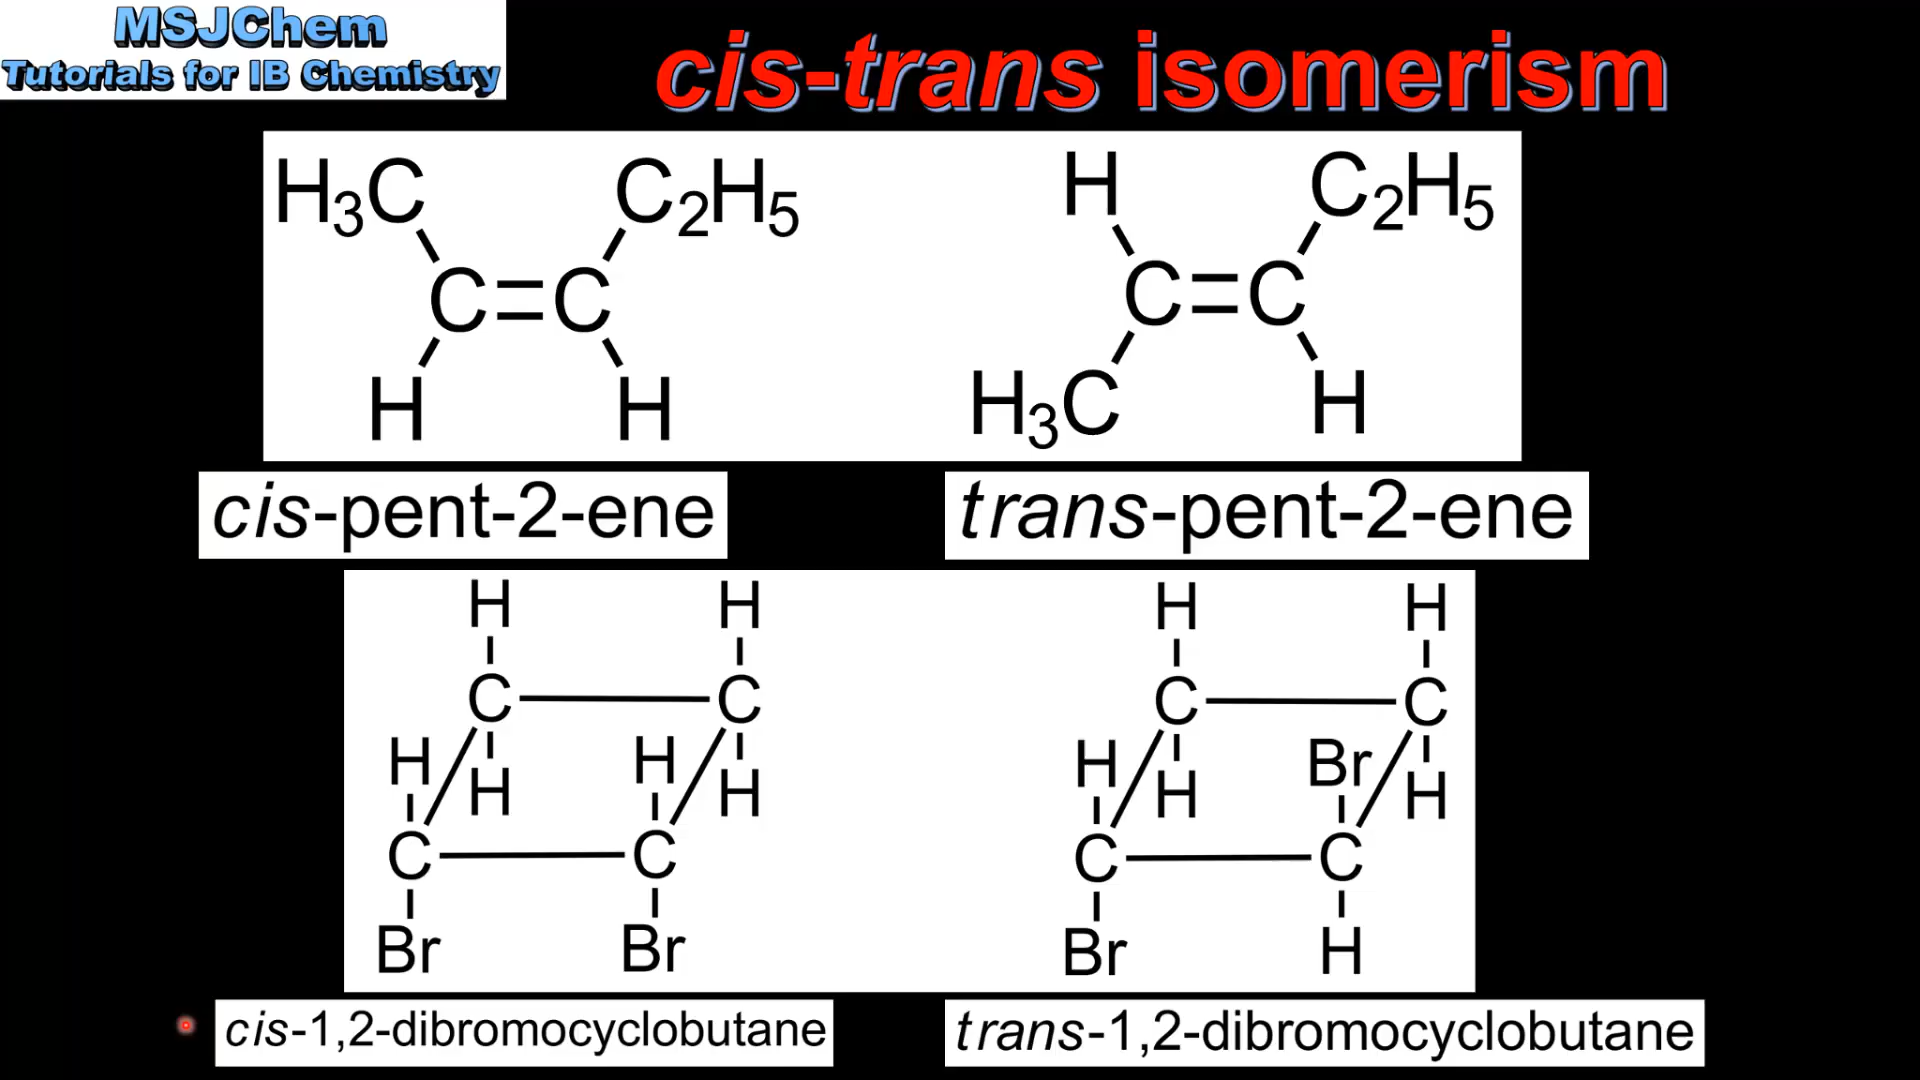 MSJChem
Tutorials for IB Chemistry
cis-trans isomerism
H₃C C₂H₅ H C₂H₅
C=C C=C
H H H₃C H
cis-pent-2-ene trans-pent-2-ene
H H H H
C C C C
H H H H H H Br H
C C C C
Br Br Br H
cis-1,2-dibromocyclobutane trans-1,2-dibromocyclobutane